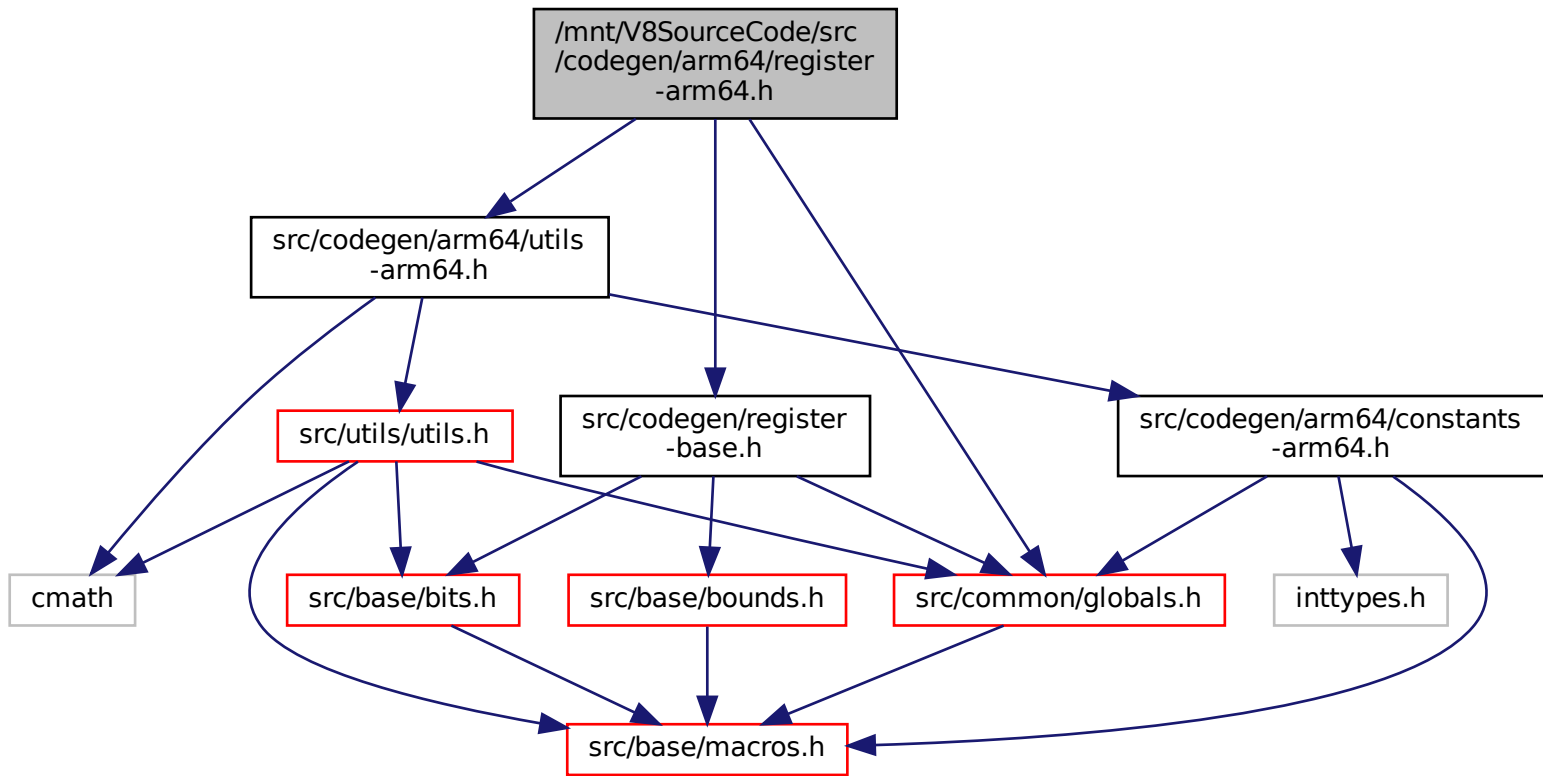 /mnt/V8SourceCode/src
/codegen/arm64/register
-arm64.h
src/codegen/arm64/utils
-arm64.h
src/utils/utils.h
src/codegen/register
-base.h
src/codegen/arm64/constants
-arm64.h
cmath
src/base/bits.h
src/base/bounds.h
src/common/globals.h
inttypes.h
src/base/macros.h